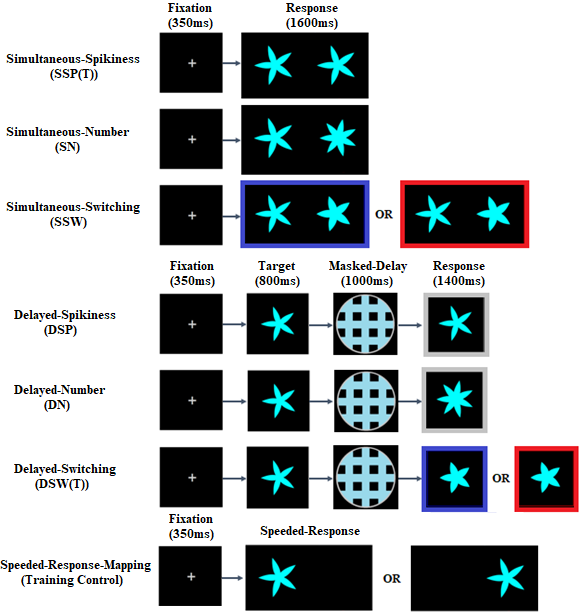 Fixation Response
(350ms) (1600ms)
Simultaneous-Spikiness
(SSP(T))
Simultaneous-Number
(SN)
Simultaneous-Switching
(SSW)
OR
Fixation Target Masked-Delay Response
(350ms) (800ms) (1000ms) (1400ms)
Delayed-Spikiness
(DSP)
Delayed-Number
(DN)
Delayed-Switching
(DSW(T))
OR
Fixation
(350ms)
Speeded-Response
Speeded-Response-Mapping
(Training Control)
OR